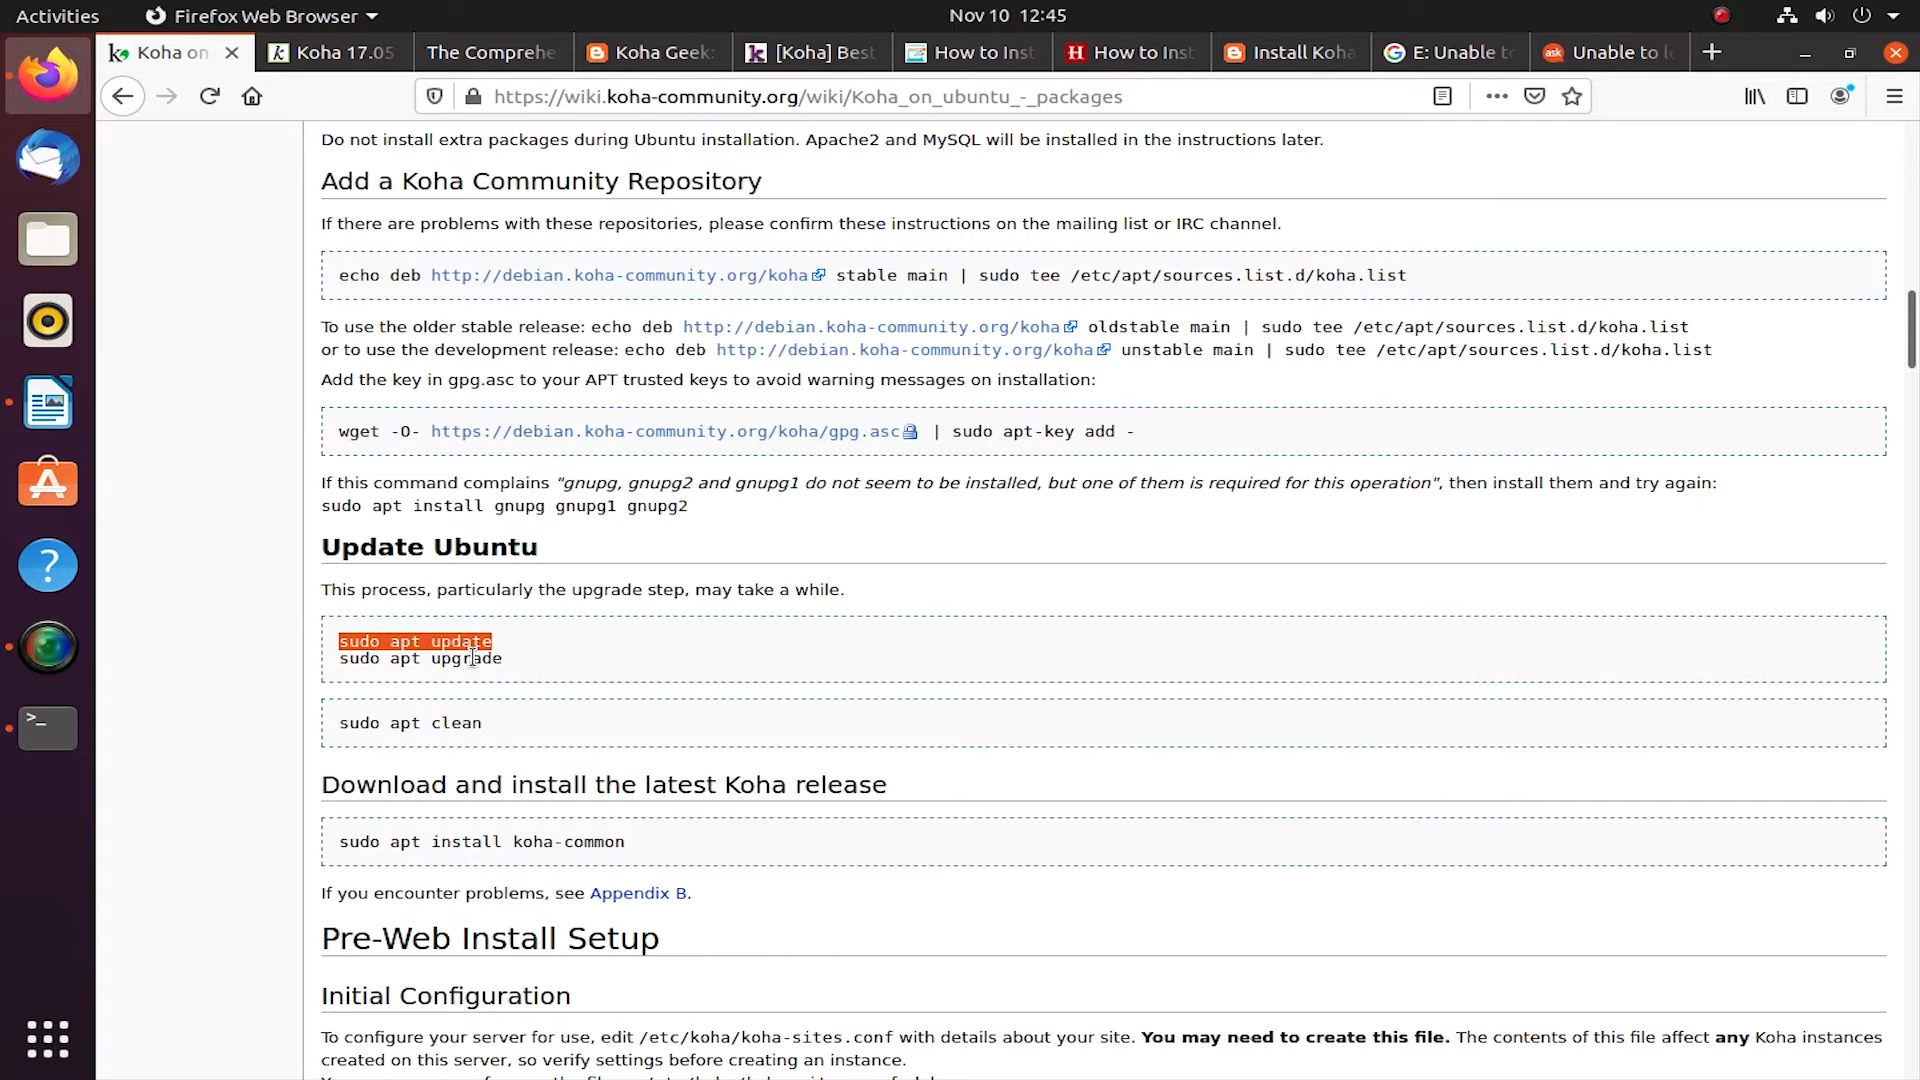 Activities
Firefox Web Browser
Nov 10 12:45
Koha on
Koha 17.05
The Comprehe
Koha Geek
[Koha] Best
How to Inst
How to Inst
Install Koha
E: Unable to
Unable to lo
https://wiki.koha-community.org/wiki/Koha_on_ubuntu_-_packages
Do not install extra packages during Ubuntu installation. Apache2 and MySQL will be installed in the instructions later.
Add a Koha Community Repository
If there are problems with these repositories, please confirm these instructions on the mailing list or IRC channel.
echo deb http://debian.koha-community.org/koha stable main | sudo tee /etc/apt/sources.list.d/koha.list
To use the older stable release: echo deb http://debian.koha-community.org/koha oldstable main | sudo tee /etc/apt/sources.list.d/koha.list
or to use the development release: echo deb http://debian.koha-community.org/koha unstable main | sudo tee /etc/apt/sources.list.d/koha.list
Add the key in gpg.asc to your APT trusted keys to avoid warning messages on installation:
wget -O- https://debian.koha-community.org/koha/gpg.asc | sudo apt-key add -
If this command complains "gnupg, gnupg2 and gnupg1 do not seem to be installed, but one of them is required for this operation", then install them and try again:
sudo apt install gnupg gnupg1 gnupg2
Update Ubuntu
This process, particularly the upgrade step, may take a while.
sudo apt update
sudo apt upgrade
sudo apt clean
Download and install the latest Koha release
sudo apt install koha-common
If you encounter problems, see Appendix B.
Pre-Web Install Setup
Initial Configuration
To configure your server for use, edit /etc/koha/koha-sites.conf with details about your site. You may need to create this file. The contents of this file affect any Koha instances
created on this server, so verify settings before creating an instance.